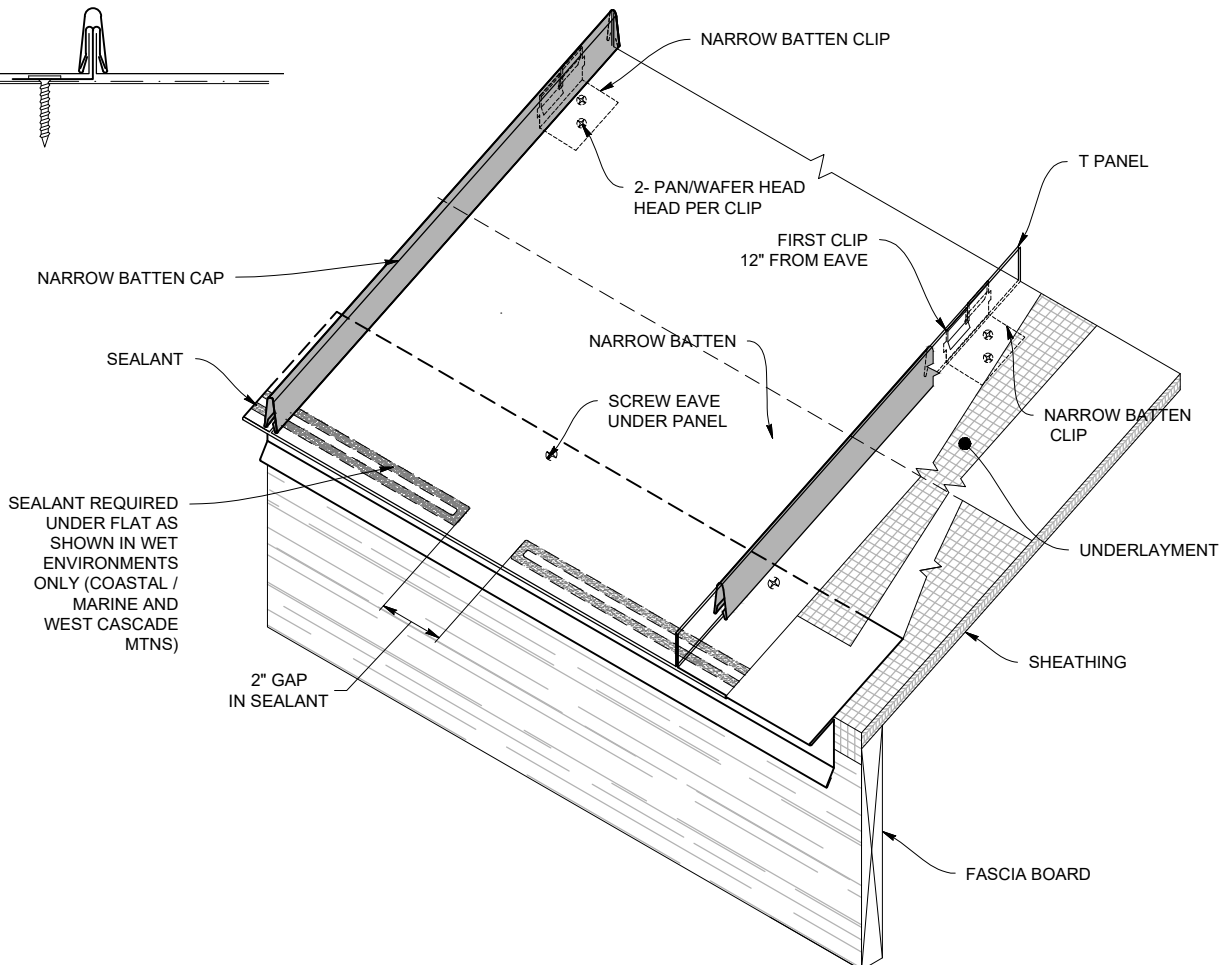 NARROW BATTEN CLIP
T PANEL
2- PAN/WAFER HEAD
HEAD PER CLIP
FIRST CLIP
12" FROM EAVE
NARROW BATTEN CAP
NARROW BATTEN
SEALANT
SCREW EAVE
UNDER PANEL
NARROW BATTEN
CLIP
SEALANT REQUIRED
UNDER FLAT AS
SHOWN IN WET
ENVIRONMENTS
ONLY (COASTAL /
MARINE AND
WEST CASCADE
MTNS)
UNDERLAYMENT
SHEATHING
2" GAP
IN SEALANT
FASCIA BOARD